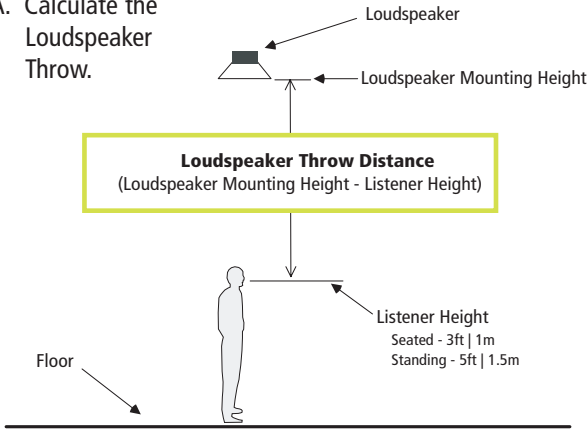 A. Calculate the
Loudspeaker
Throw.
Loudspeaker
Loudspeaker Mounting Height
Loudspeaker Throw Distance
(Loudspeaker Mounting Height - Listener Height)
Listener Height
Seated - 3ft | 1m
Standing - 5ft | 1.5m
Floor